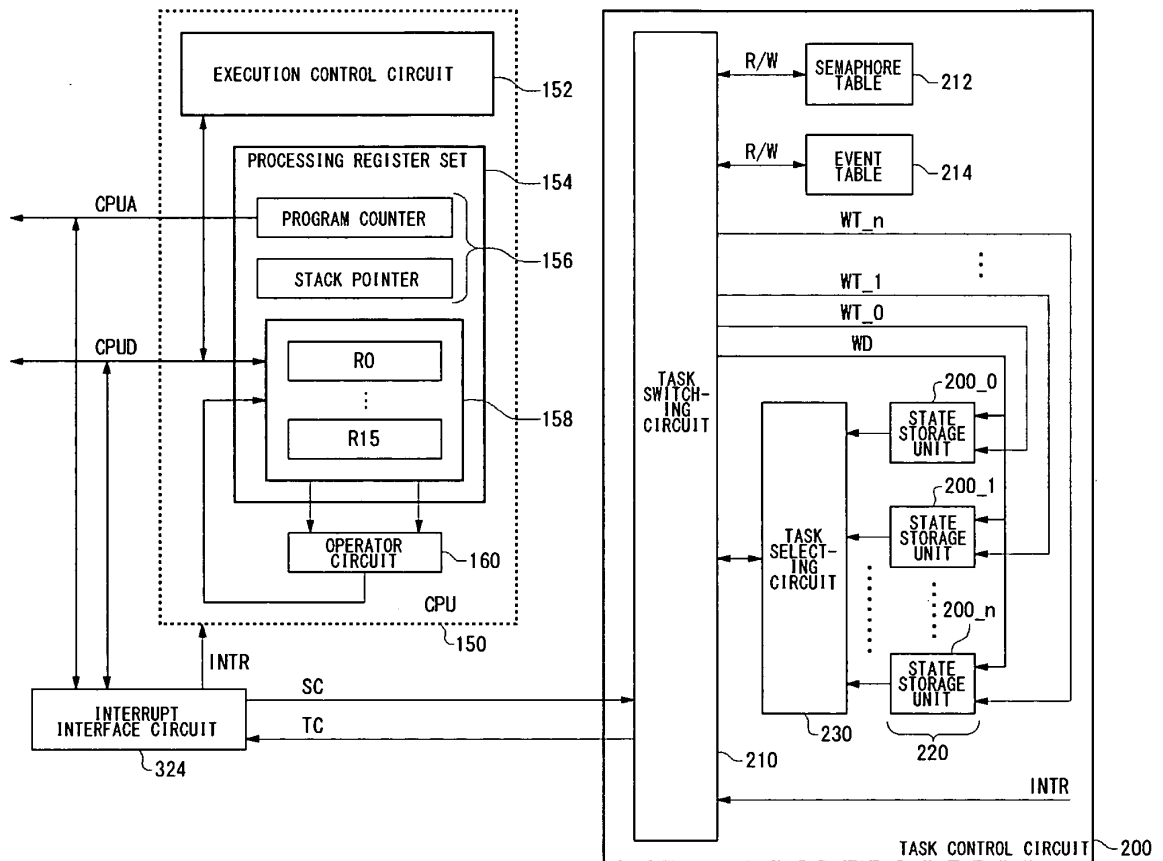 EXECUTION CONTROL CIRCUIT
152
PROCESSING REGISTER SET
154
CPUA
PROGRAM COUNTER
STACK POINTER
156
CPUD
R0
R15
158
OPERATOR
CIRCUIT
160
CPU
150
INTR
SC
TC
INTERRUPT
INTERFACE CIRCUIT
324
TASK
SWITCH-
ING
CIRCUIT
210
R/W
SEMAPHORE
TABLE
212
R/W
EVENT
TABLE
214
WT_n
WT_1
WT_0
WD
200_0
STATE
STORAGE
UNIT
200_1
STATE
STORAGE
UNIT
200_n
STATE
STORAGE
UNIT
TASK
SELECT-
ING
CIRCUIT
230
220
INTR
TASK CONTROL CIRCUIT
200